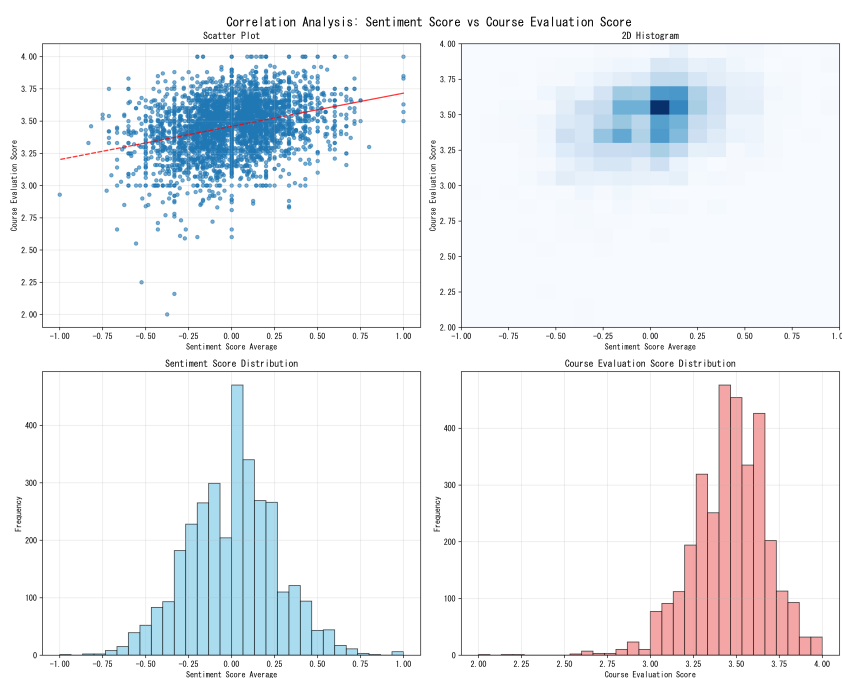 Correlation Analysis: Sentiment Score vs Course Evaluation Score
Scatter Plot
4.00
3.75
3.50
3.25
3.00
2.75
2.50
2.25
2.00
Course Evaluation Score
-1.00 -0.75 -0.50 -0.25 0.00 0.25 0.50 0.75 1.00
Sentiment Score Average
2D Histogram
4.00
3.75
3.50
3.25
3.00
2.75
2.50
2.25
2.00
Course Evaluation Score
-1.00 -0.75 -0.50 -0.25 0.00 0.25 0.50 0.75 1.0
Sentiment Score Average
Sentiment Score Distribution
400
300
200
100
0
Frequency
-1.00 -0.75 -0.50 -0.25 0.00 0.25 0.50 0.75 1.00
Sentiment Score Average
Course Evaluation Score Distribution
400
300
200
100
0
Frequency
2.00 2.25 2.50 2.75 3.00 3.25 3.50 3.75 4.00
Course Evaluation Score